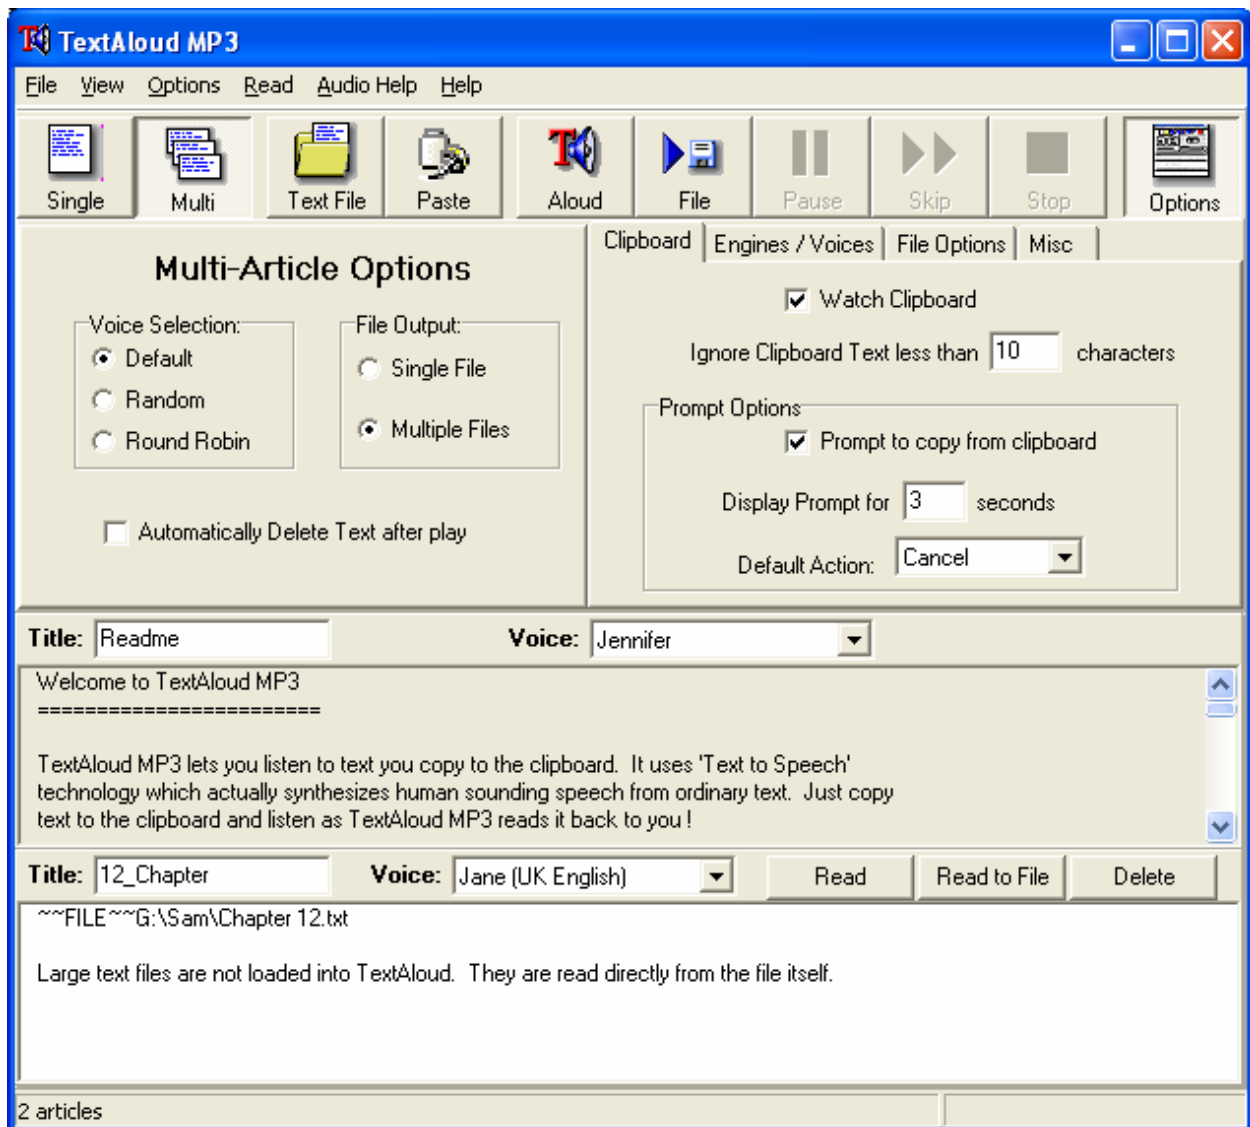 TextAloud MP3
File View Options Read Audio Help Help
Single Multi Text File Paste Aloud File Pause Skip Stop Options
Multi-Article Options
Voice Selection:
Default
Random
Round Robin
File Output:
Single File
Multiple Files
Automatically Delete Text after play
Clipboard Engines / Voices File Options Misc
Watch Clipboard
Ignore Clipboard Text less than 10 characters
Prompt Options
Prompt to copy from clipboard
Display Prompt for 3 seconds
Default Action: Cancel
Title: Readme Voice: Jennifer
Welcome to TextAloud MP3
========================
TextAloud MP3 lets you listen to text you copy to the clipboard.  It uses 'Text to Speech'
technology which actually synthesizes human sounding speech from ordinary text.  Just copy
text to the clipboard and listen as TextAloud MP3 reads it back to you !
Title: 12_Chapter Voice: Jane (UK English) Read Read to File Delete
~~FILE~~G:\Sam\Chapter 12.txt
Large text files are not loaded into TextAloud.  They are read directly from the file itself.
2 articles